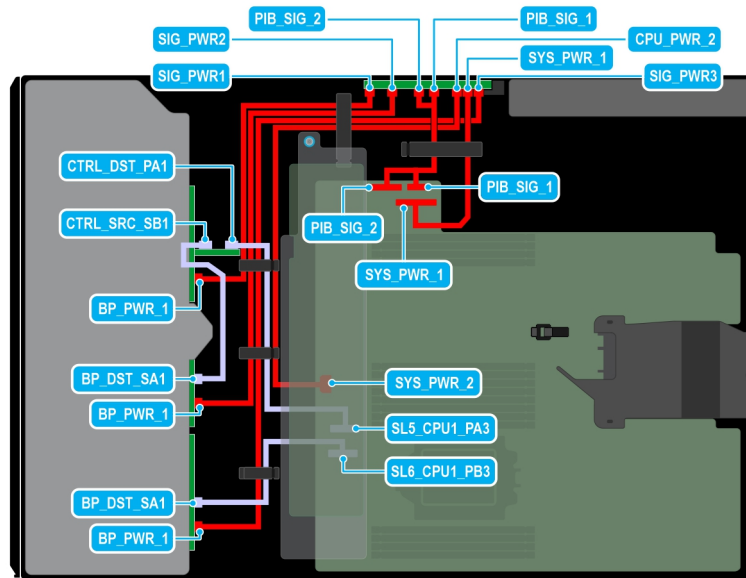 PIB_SIG_2
PIB_SIG_1
SIG_PWR2
CPU_PWR_2
SYS_PWR_1
SIG_PWR1
SIG_PWR3
CTRL_DST_PA1
PIB_SIG_1
CTRL_SRC_SB1
PIB_SIG_2
SYS_PWR_1
BP_PWR_1
BP_DST_SA1
SYS_PWR_2
BP_PWR_1
SL5_CPU1_PA3
SL6_CPU1_PB3
BP_DST_SA1
BP_PWR_1